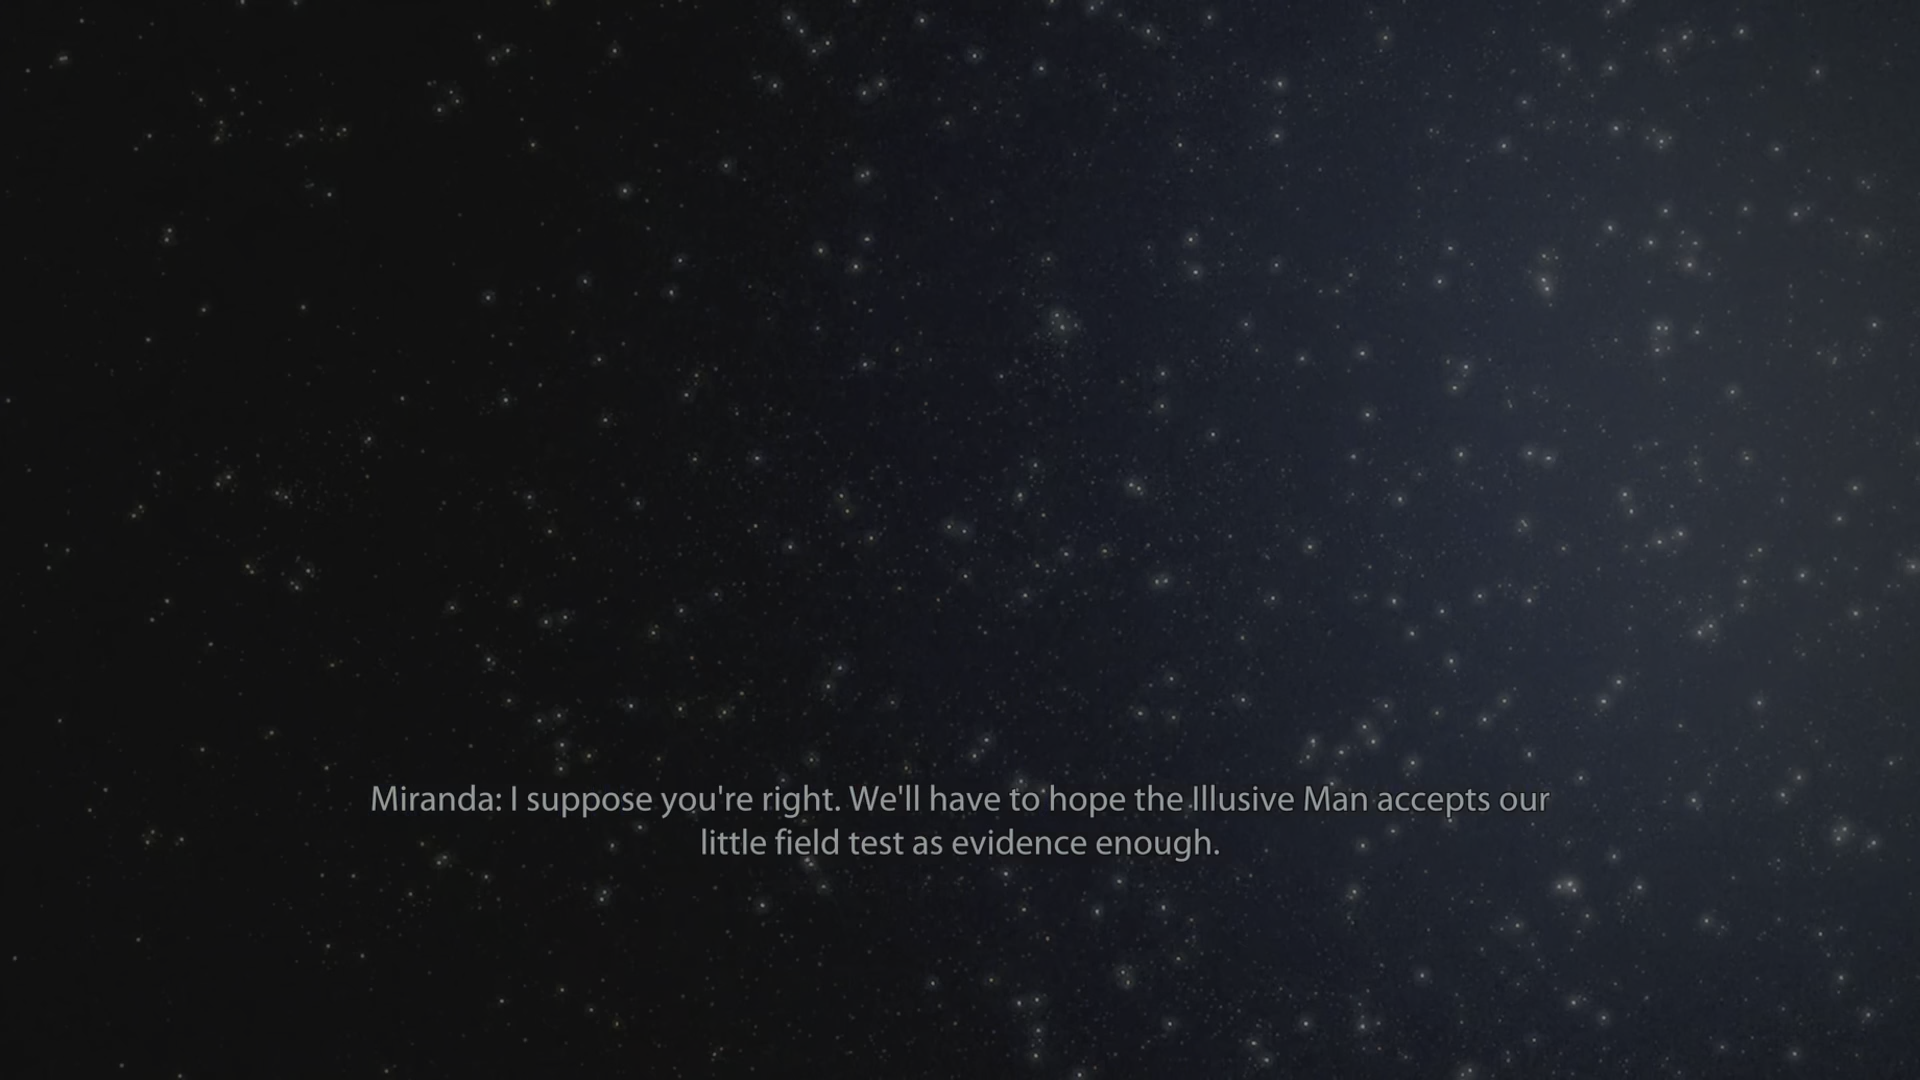 Miranda: I suppose you're right. We'll have to hope the Illusive Man accepts our
little field test as evidence enough.